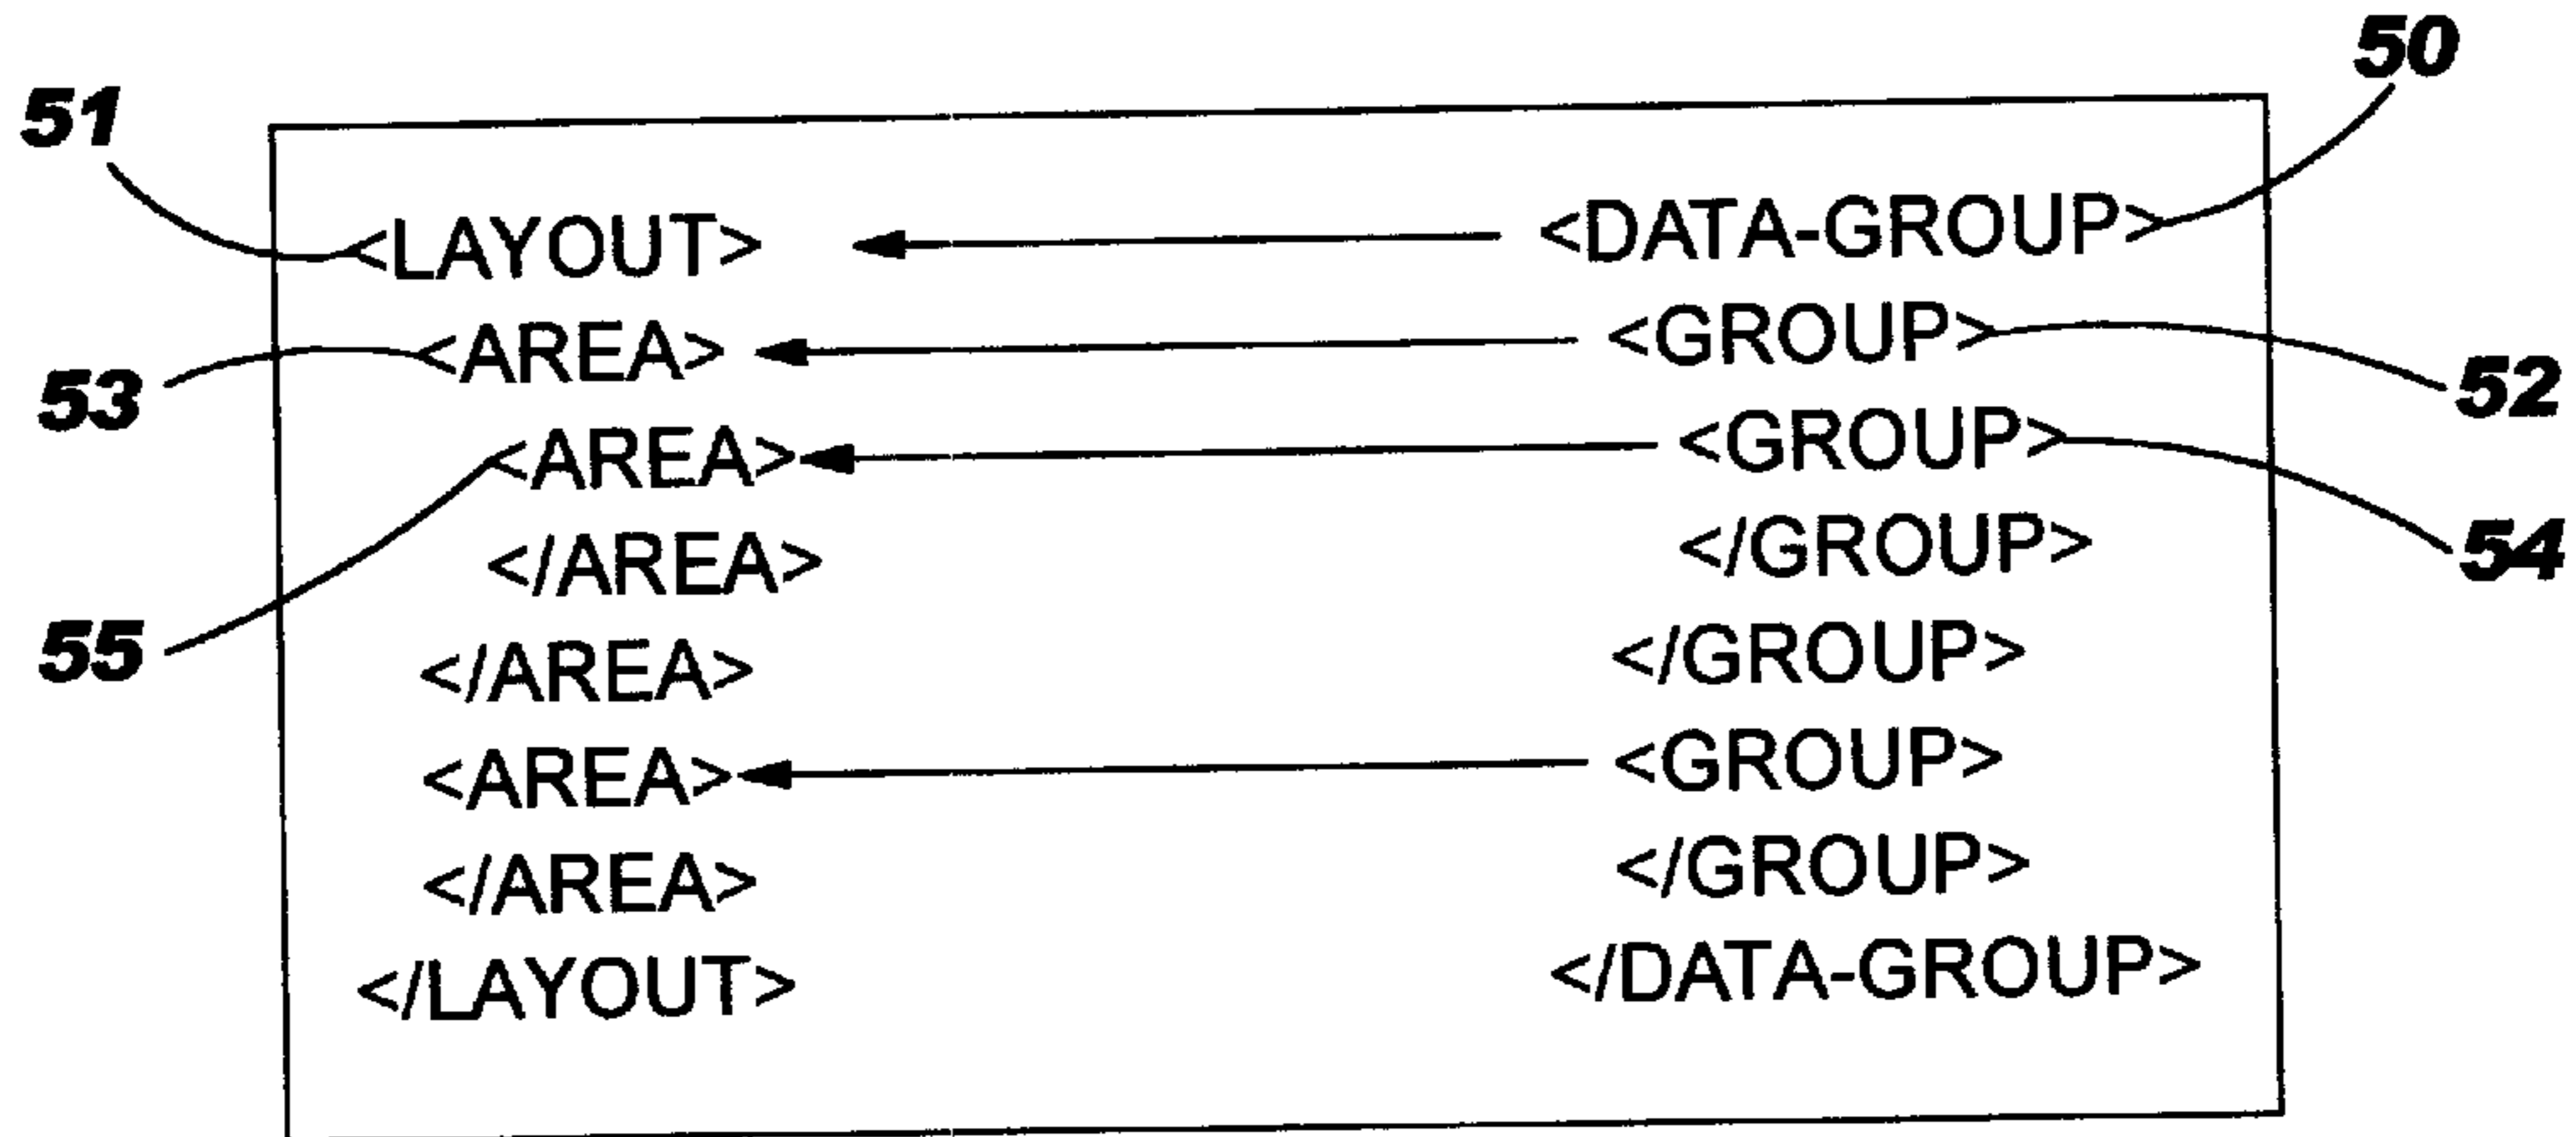 50
51
<LAYOUT> <DATA-GROUP>
<AREA> <GROUP>
53 52
<AREA> <GROUP>
</AREA> </GROUP>
54
55
</AREA> </GROUP>
<AREA> <GROUP>
</AREA> </GROUP>
</LAYOUT> </DATA-GROUP>